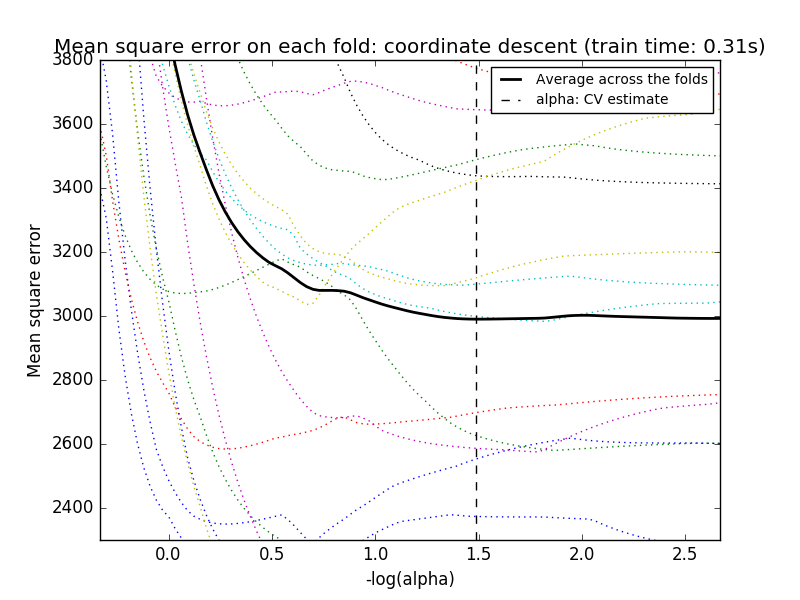 Mean square error on each fold: coordinate descent (train time: 0.31s)
Average across the folds
alpha: CV estimate
Mean square error
3800
3600
3400
3200
3000
2800
2600
2400
0.0 0.5 1.0 1.5 2.0 2.5
-log(alpha)